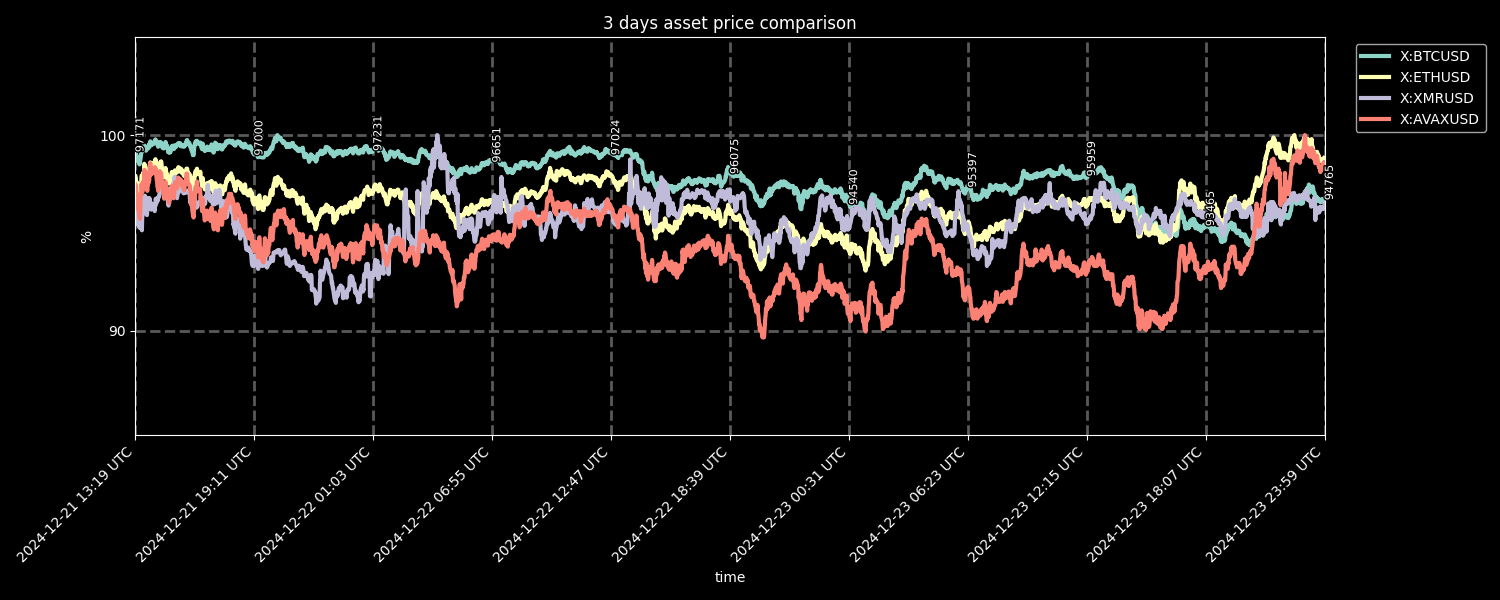 3 days asset price comparison
X:BTCUSD
X:ETHUSD
X:XMRUSD
X:AVAXUSD
100
90
%
97171
97000
97231
96651
97024
96075
94540
95397
95959
93465
94765
2024-12-21 13:19 UTC
2024-12-21 19:11 UTC
2024-12-22 01:03 UTC
2024-12-22 06:55 UTC
2024-12-22 12:47 UTC
2024-12-22 18:39 UTC
2024-12-23 00:31 UTC
2024-12-23 06:23 UTC
2024-12-23 12:15 UTC
2024-12-23 18:07 UTC
2024-12-23 23:59 UTC
time